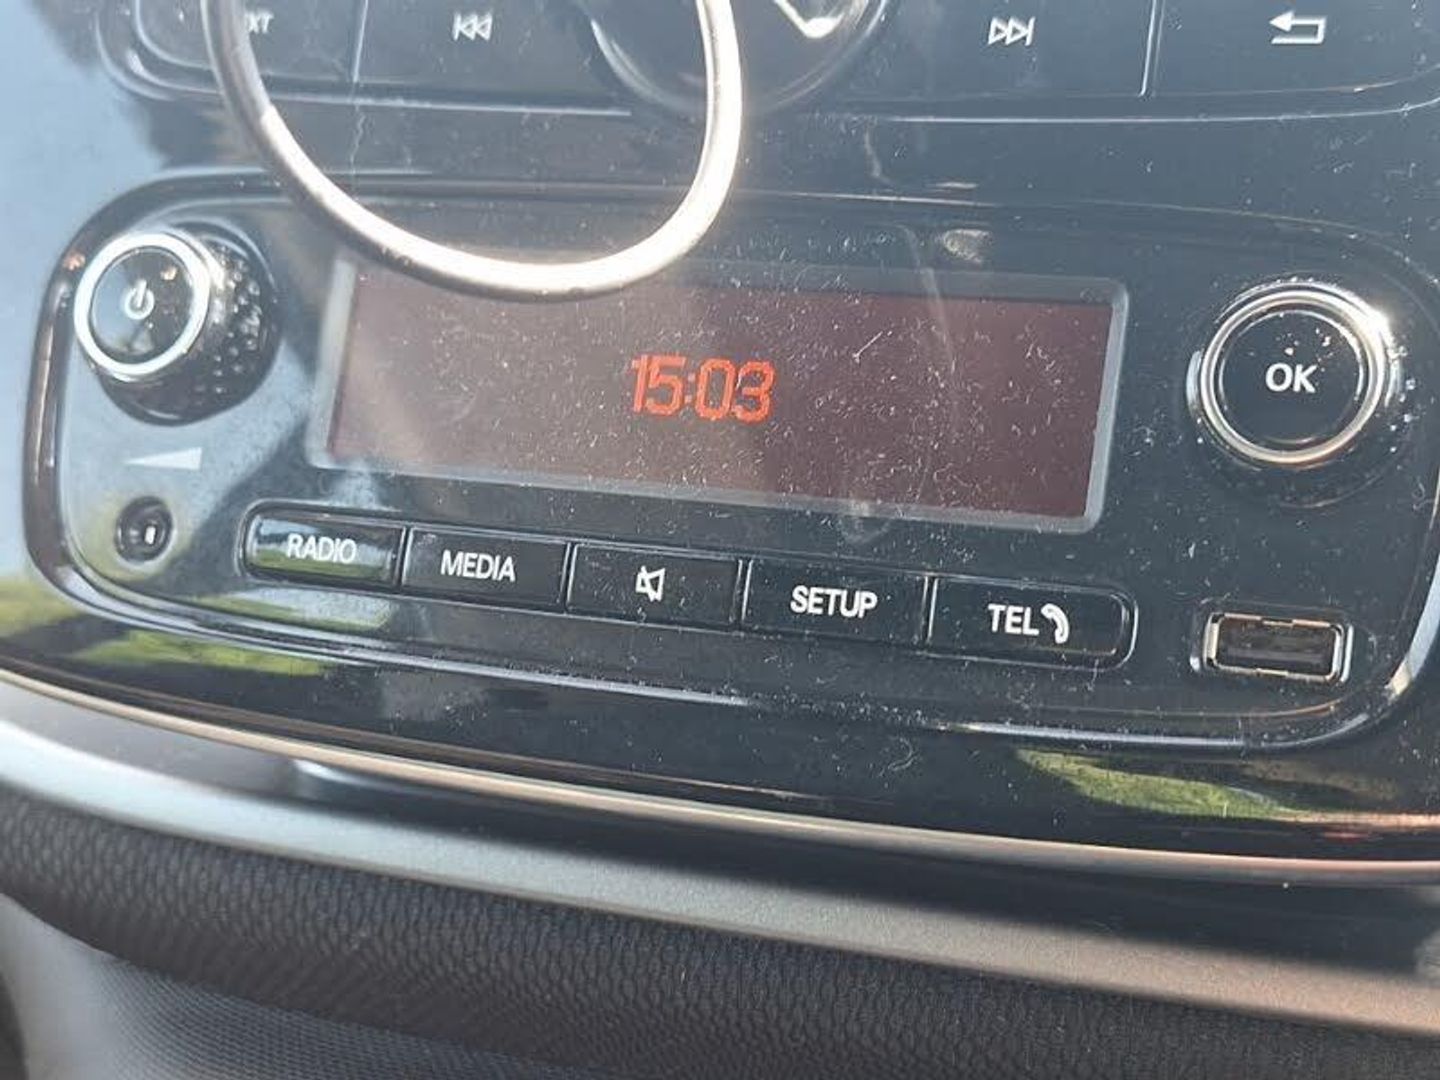 15:03
OK
RADIO
MEDIA
SETUP
TEL